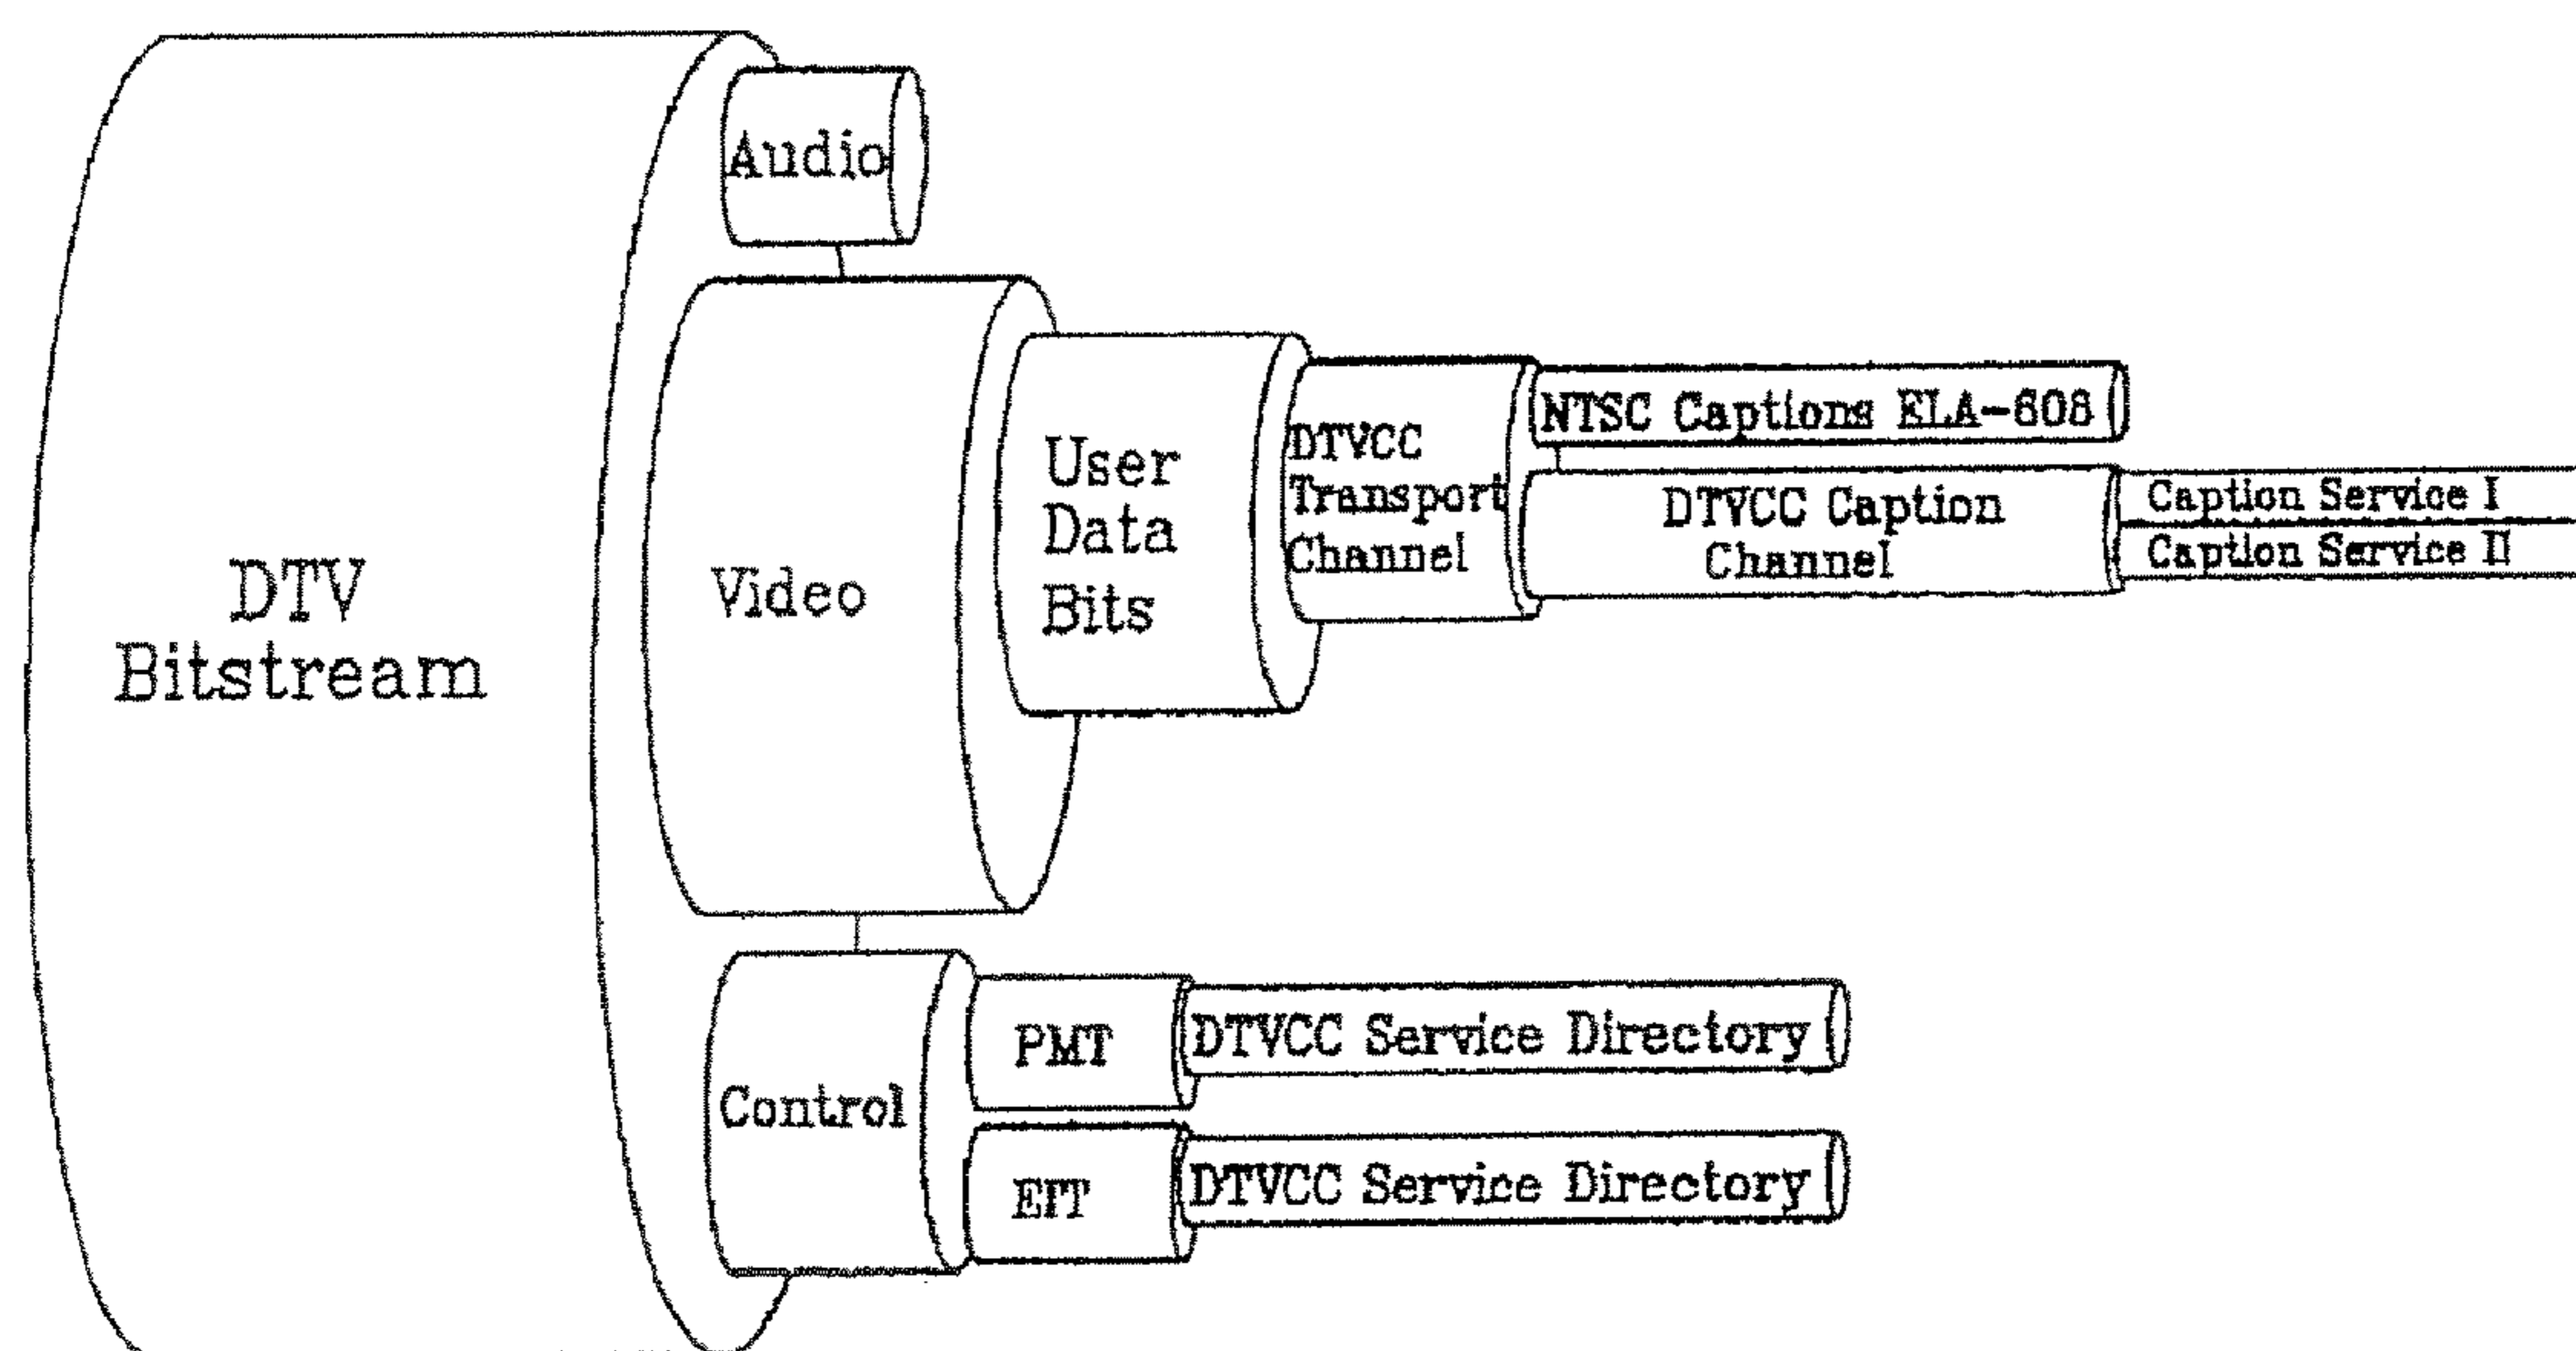 Audio
DTV
Bitstream
Video
User
Data
Bits
DTVCC
Transport
Channel
NTSC Captions ELA-608
DTVCC Caption
Channel
Caption Service I
Caption Service II
Control
PMT
DTVCC Service Directory
EIT
DTVCC Service Directory